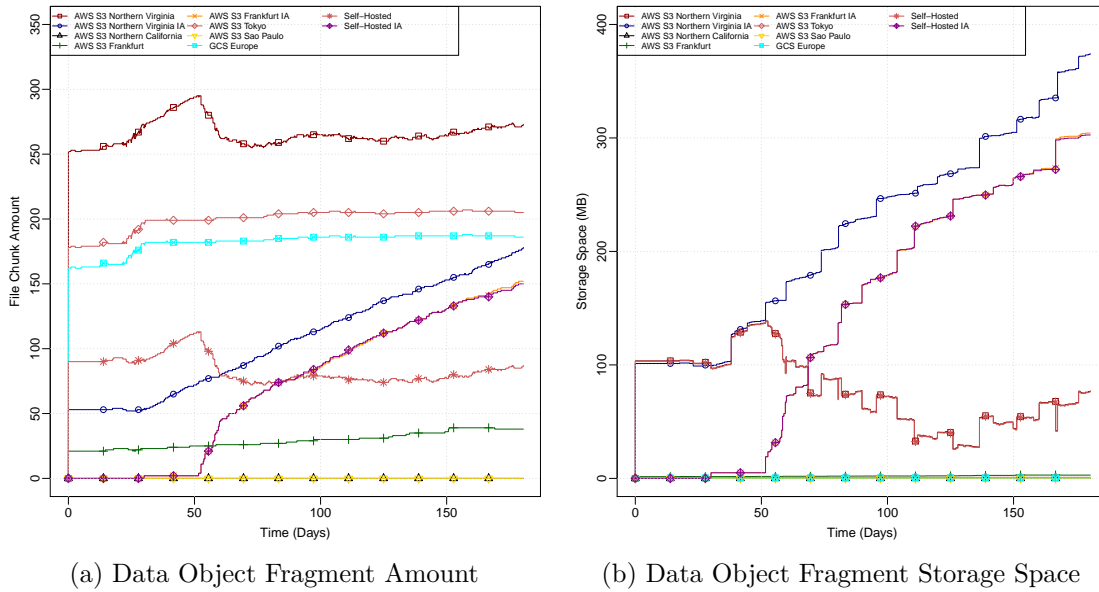 AWS S3 Northern Virginia AWS S3 Frankfurt IA Self-Hosted
AWS S3 Northern Virginia IA AWS S3 Tokyo Self-Hosted IA
AWS S3 Northern California AWS S3 Sao Paulo
AWS S3 Frankfurt GCS Europe
350
300
250
200
150
100
50
0
File Chunk Amount
0 50 100 150
Time (Days)
(a) Data Object Fragment Amount
AWS S3 Northern Virginia AWS S3 Frankfurt IA Self-Hosted
AWS S3 Northern Virginia IA AWS S3 Tokyo Self-Hosted IA
AWS S3 Northern California AWS S3 Sao Paulo
AWS S3 Frankfurt GCS Europe
400
300
200
100
0
Storage Space (MB)
0 50 100 150
Time (Days)
(b) Data Object Fragment Storage Space